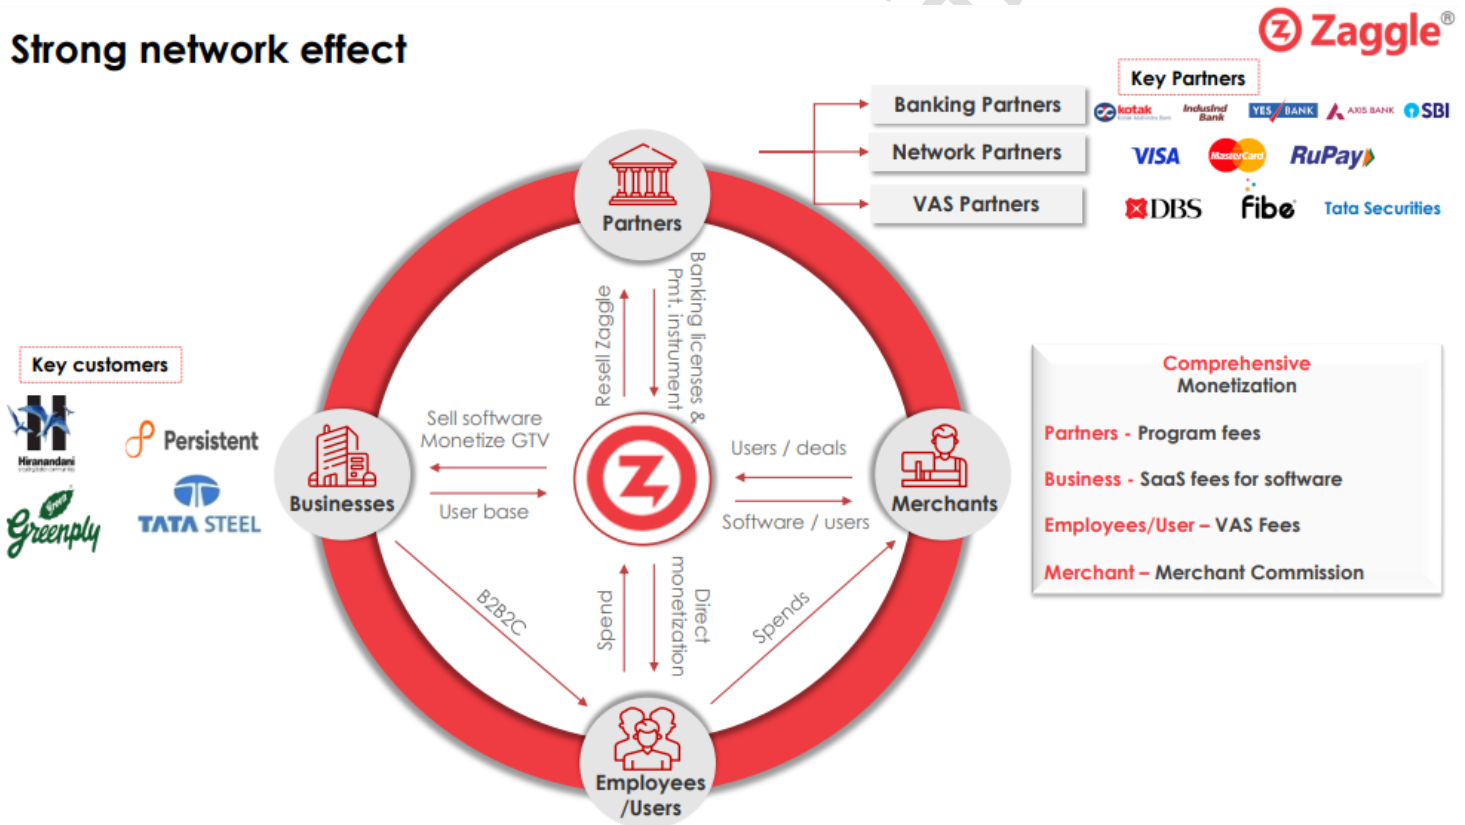 Strong network effect
Zaggle®
Key Partners
Banking Partners
kotak
Kotak Mahindra Bank
IndusInd
Bank
YES BANK
AXIS BANK
SBI
Network Partners
VISA
MasterCard
RuPay
VAS Partners
DBS
fibe
Tata Securities
Partners
Resell Zaggle
Banking licenses &
Pmt. instrument
Key customers
Hiranandani
Persistent
Greenply
TATA STEEL
Businesses
Sell software
Monetize GTV
User base
Users / deals
Software / users
Merchants
B2B2C
Spend
Direct
monetization
Spends
Employees
/Users
Comprehensive
Monetization
Partners - Program fees
Business - SaaS fees for software
Employees/User – VAS Fees
Merchant – Merchant Commission